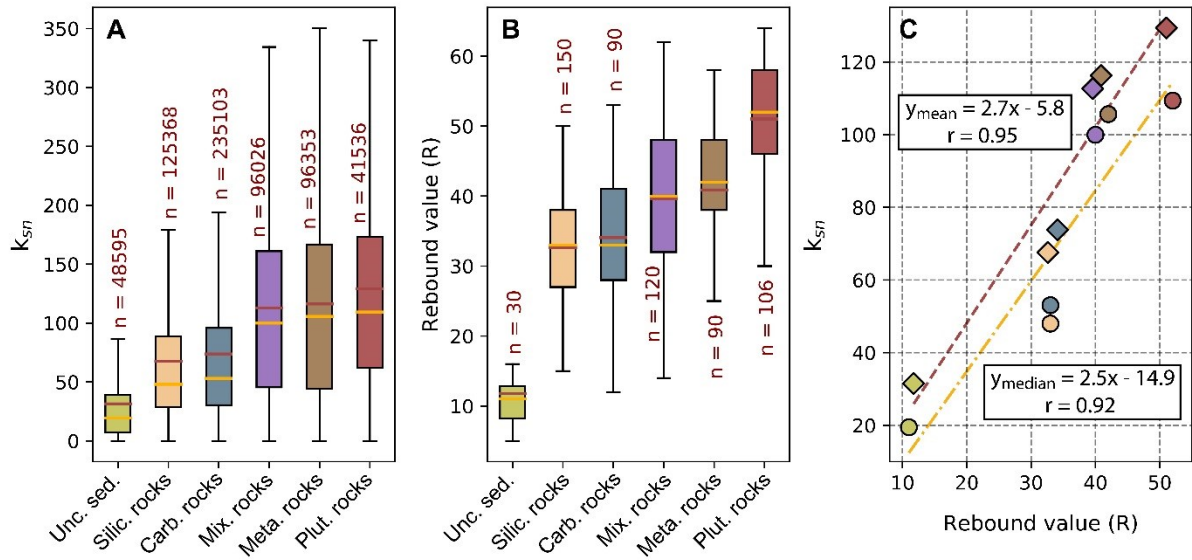 A
k_sn
350
300
250
200
150
100
50
0
n = 48595
n = 125368
n = 235103
n = 96026
n = 96353
n = 41536
Unc. sed.
Silic. rocks
Carb. rocks
Mix. rocks
Meta. rocks
Plut. rocks
B
Rebound value (R)
60
50
40
30
20
10
n = 30
n = 150
n = 90
n = 120
n = 90
n = 106
Unc. sed.
Silic. rocks
Carb. rocks
Mix. rocks
Meta. rocks
Plut. rocks
C
k_sn
120
100
80
60
40
20
y_mean = 2.7x - 5.8
r = 0.95
y_median = 2.5x - 14.9
r = 0.92
10
20
30
40
50
Rebound value (R)